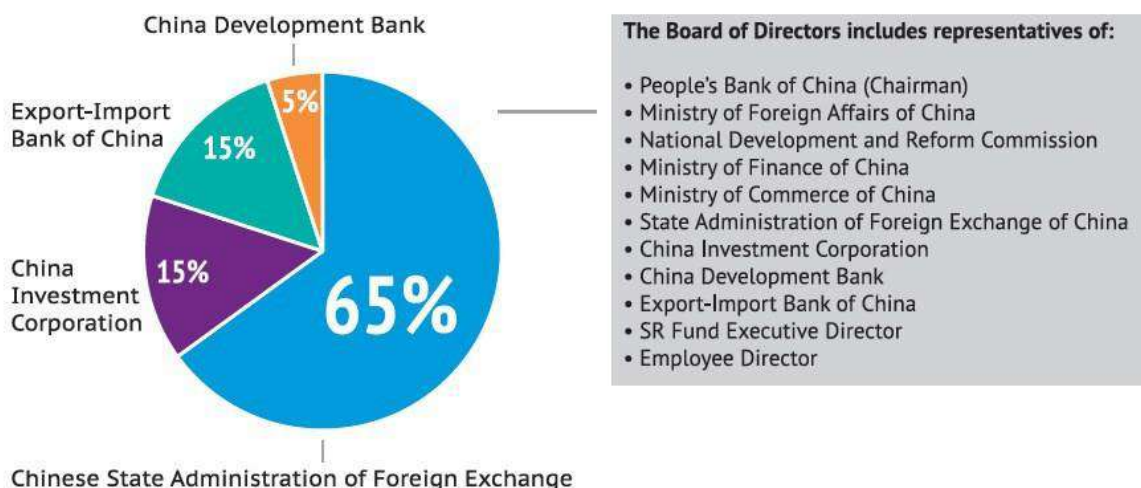 China Development Bank
5%
Export-Import
Bank of China
15%
China
Investment
Corporation
15%
65%
Chinese State Administration of Foreign Exchange
The Board of Directors includes representatives of:
• People’s Bank of China (Chairman)
• Ministry of Foreign Affairs of China
• National Development and Reform Commission
• Ministry of Finance of China
• Ministry of Commerce of China
• State Administration of Foreign Exchange of China
• China Investment Corporation
• China Development Bank
• Export-Import Bank of China
• SR Fund Executive Director
• Employee Director